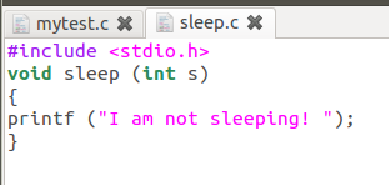 mytest.c ✖ sleep.c ✖
#include <stdio.h>
void sleep (int s)
{
printf ("I am not sleeping! ");
}